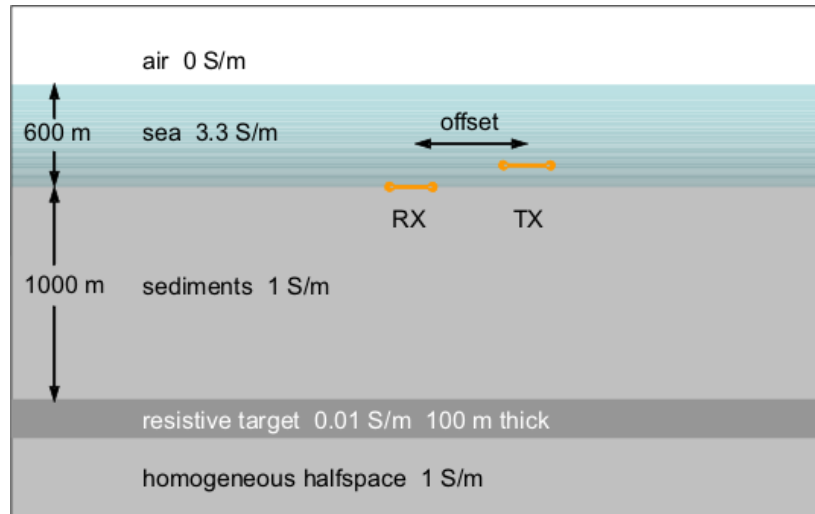 air 0 S/m
600 m
sea 3.3 S/m
offset
RX
TX
1000 m
sediments 1 S/m
resistive target 0.01 S/m 100 m thick
homogeneous halfspace 1 S/m